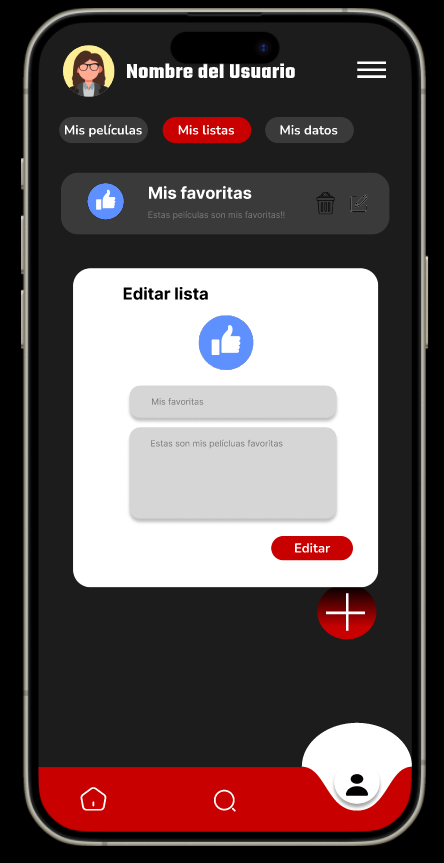 Nombre del Usuario
Mis películas
Mis listas
Mis datos
Mis favoritas
Estas películas son mis favoritas!!
Editar lista
Mis favoritas
Estas son mis pelícluas favoritas
Editar